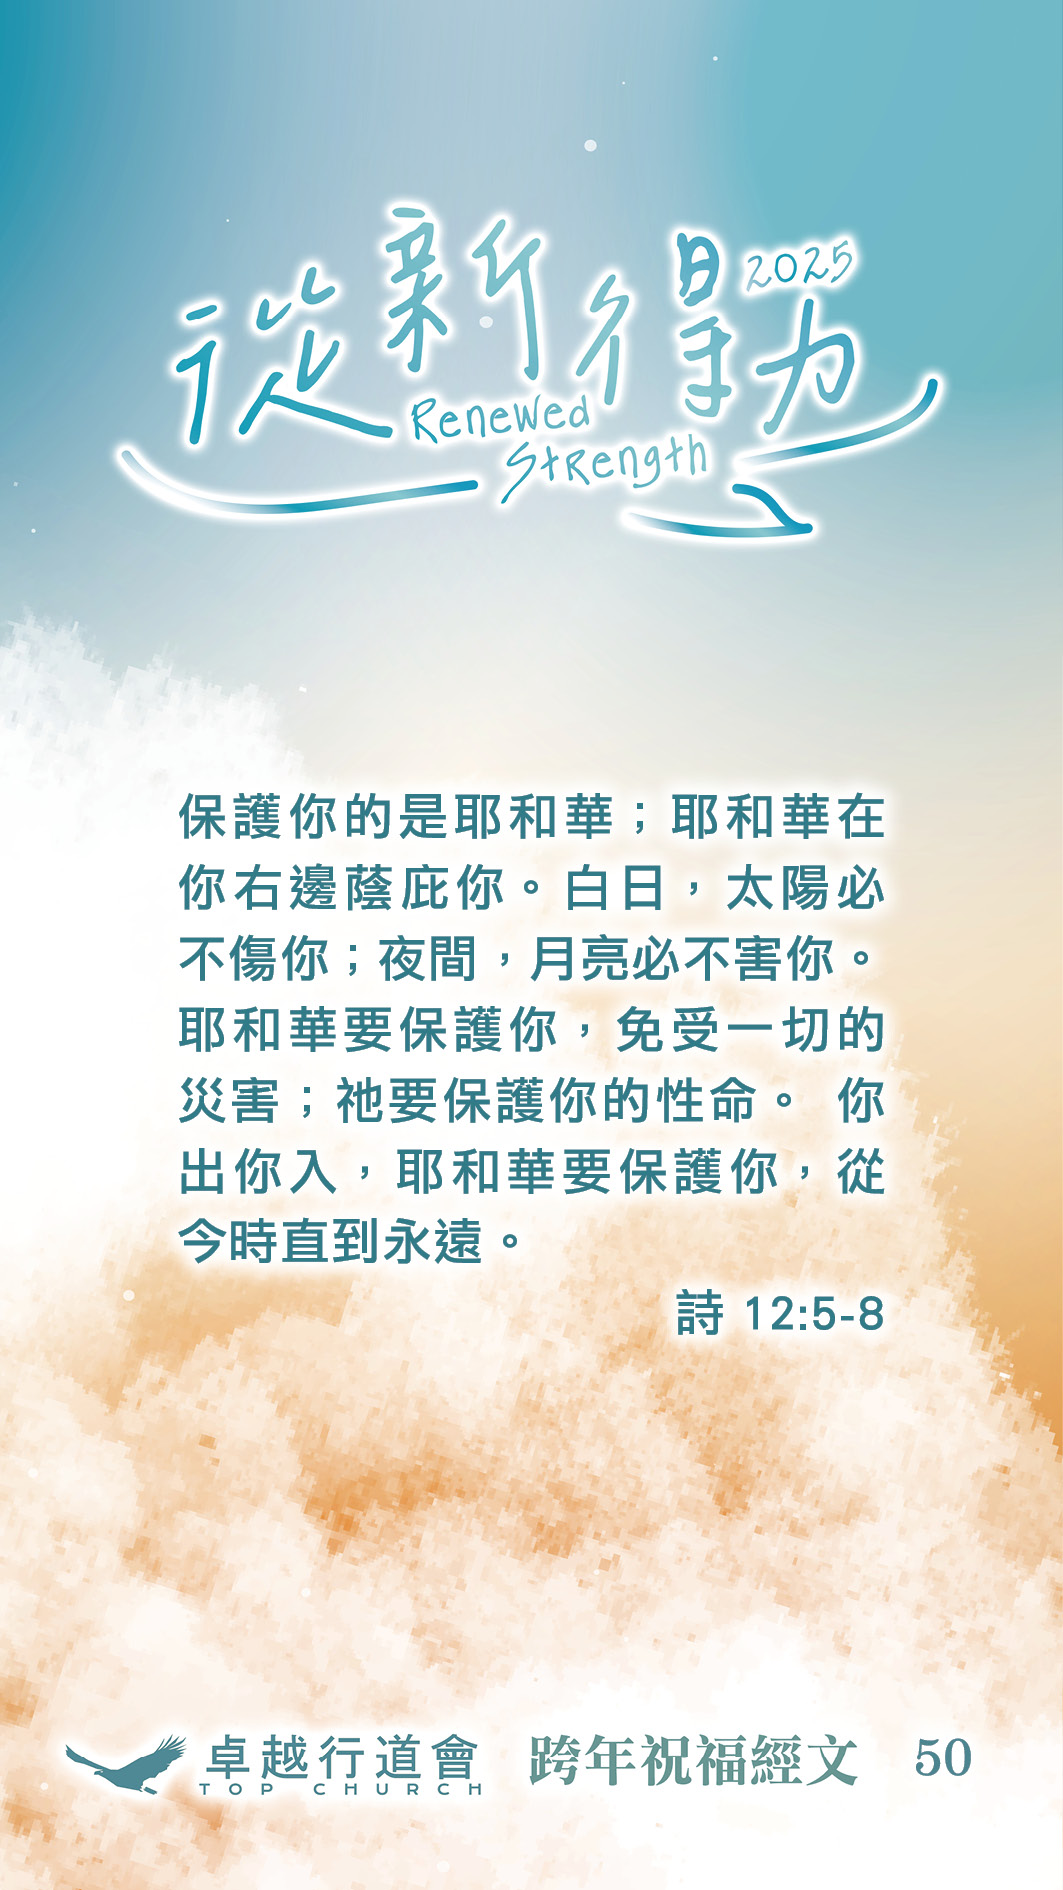 從新得力 2025
Renewed
Strength
保護你的是耶和華；耶和華在
你右邊蔭庇你。白日，太陽必
不傷你；夜間，月亮必不害你。
耶和華要保護你，免受一切的
災害；祂要保護你的性命。 你
出你入，耶和華要保護你，從
今時直到永遠。
詩 12:5-8
卓越行道會 跨年祝福經文 50
TOP CHURCH